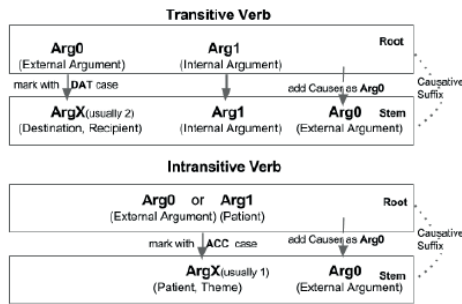 Transitive Verb
Arg0 Arg1 Root
(External Argument) (Internal Argument)
mark with DAT case add Causer as Arg0 Causative
Suffix
ArgX(usually 2) Arg1 Arg0 Stem
(Destination, Recipient) (Internal Argument) (External Argument)
Intransitive Verb
Arg0 or Arg1 Root
(External Argument) (Patient)
mark with ACC case add Causer as Arg0 Causative
Suffix
ArgX(usually 1) Arg0 Stem
(Patient, Theme) (External Argument)